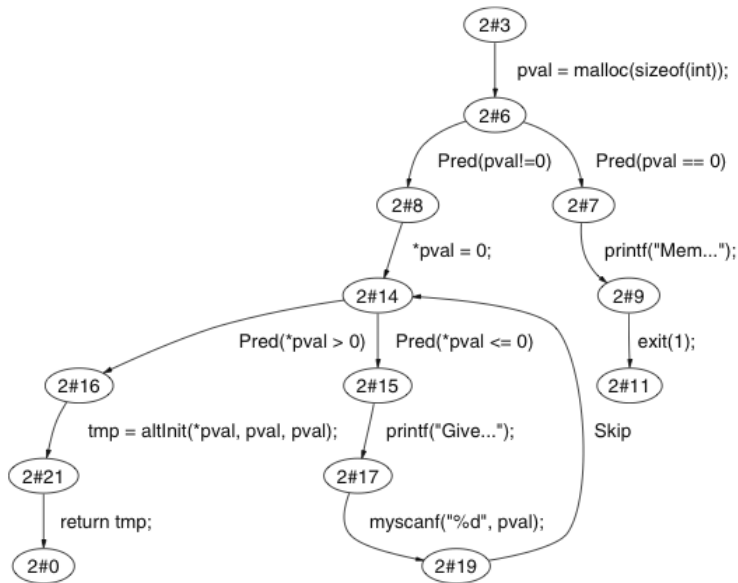 2#3
pval = malloc(sizeof(int));
2#6
Pred(pval!=0) Pred(pval == 0)
2#8 2#7
*pval = 0; printf("Mem...");
2#14 2#9
Pred(*pval > 0) Pred(*pval <= 0) exit(1);
2#16 2#15 2#11
tmp = altInit(*pval, pval, pval); printf("Give..."); Skip
2#21 2#17
return tmp; myscanf("%d", pval);
2#0 2#19